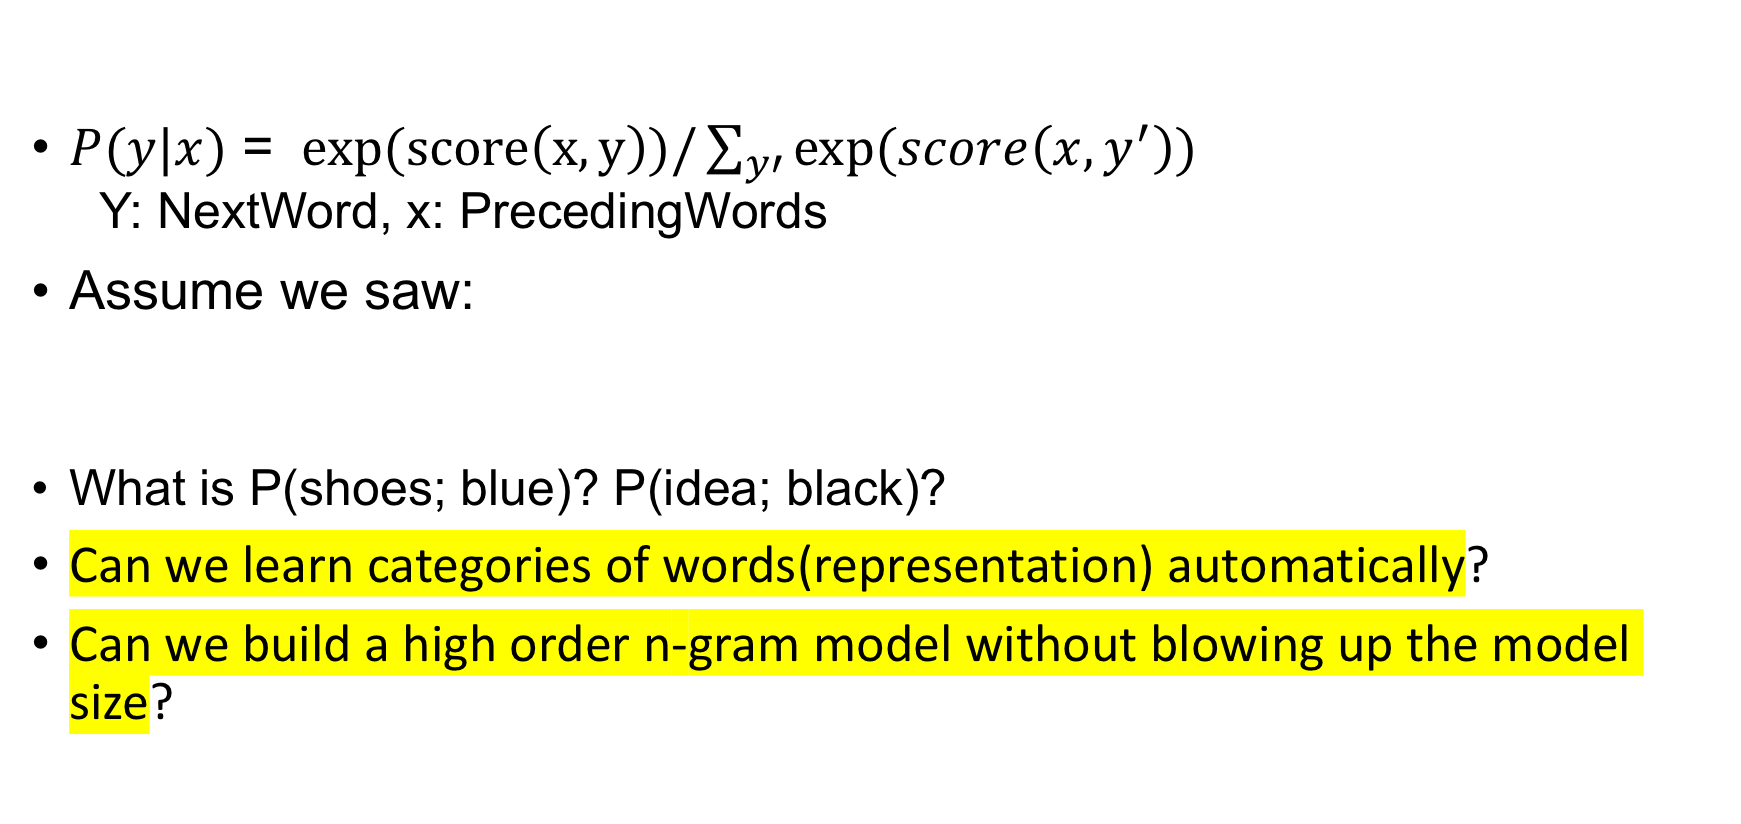 • P(y|x) = exp(score(x, y))/∑y′ exp(score(x, y′))
Y: NextWord, x: PrecedingWords
• Assume we saw:
• What is P(shoes; blue)? P(idea; black)?
• Can we learn categories of words(representation) automatically?
• Can we build a high order n-gram model without blowing up the model
size?